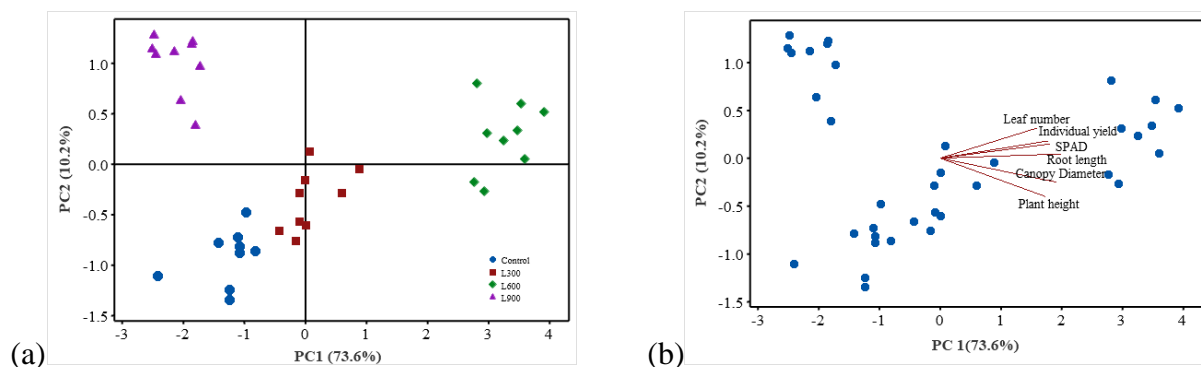 PC2 (10.2%)
1.0
0.5
0.0
-0.5
-1.0
-1.5
-3
-2
-1
0
1
2
3
4
PC1 (73.6%)
Control
L300
L600
L900
(a)
PC2 (10.2%)
1.0
0.5
0.0
-0.5
-1.0
-1.5
-3
-2
-1
0
1
2
3
4
PC 1(73.6%)
Leaf number
Individual yield
SPAD
Root length
Canopy Diameter
Plant height
(b)